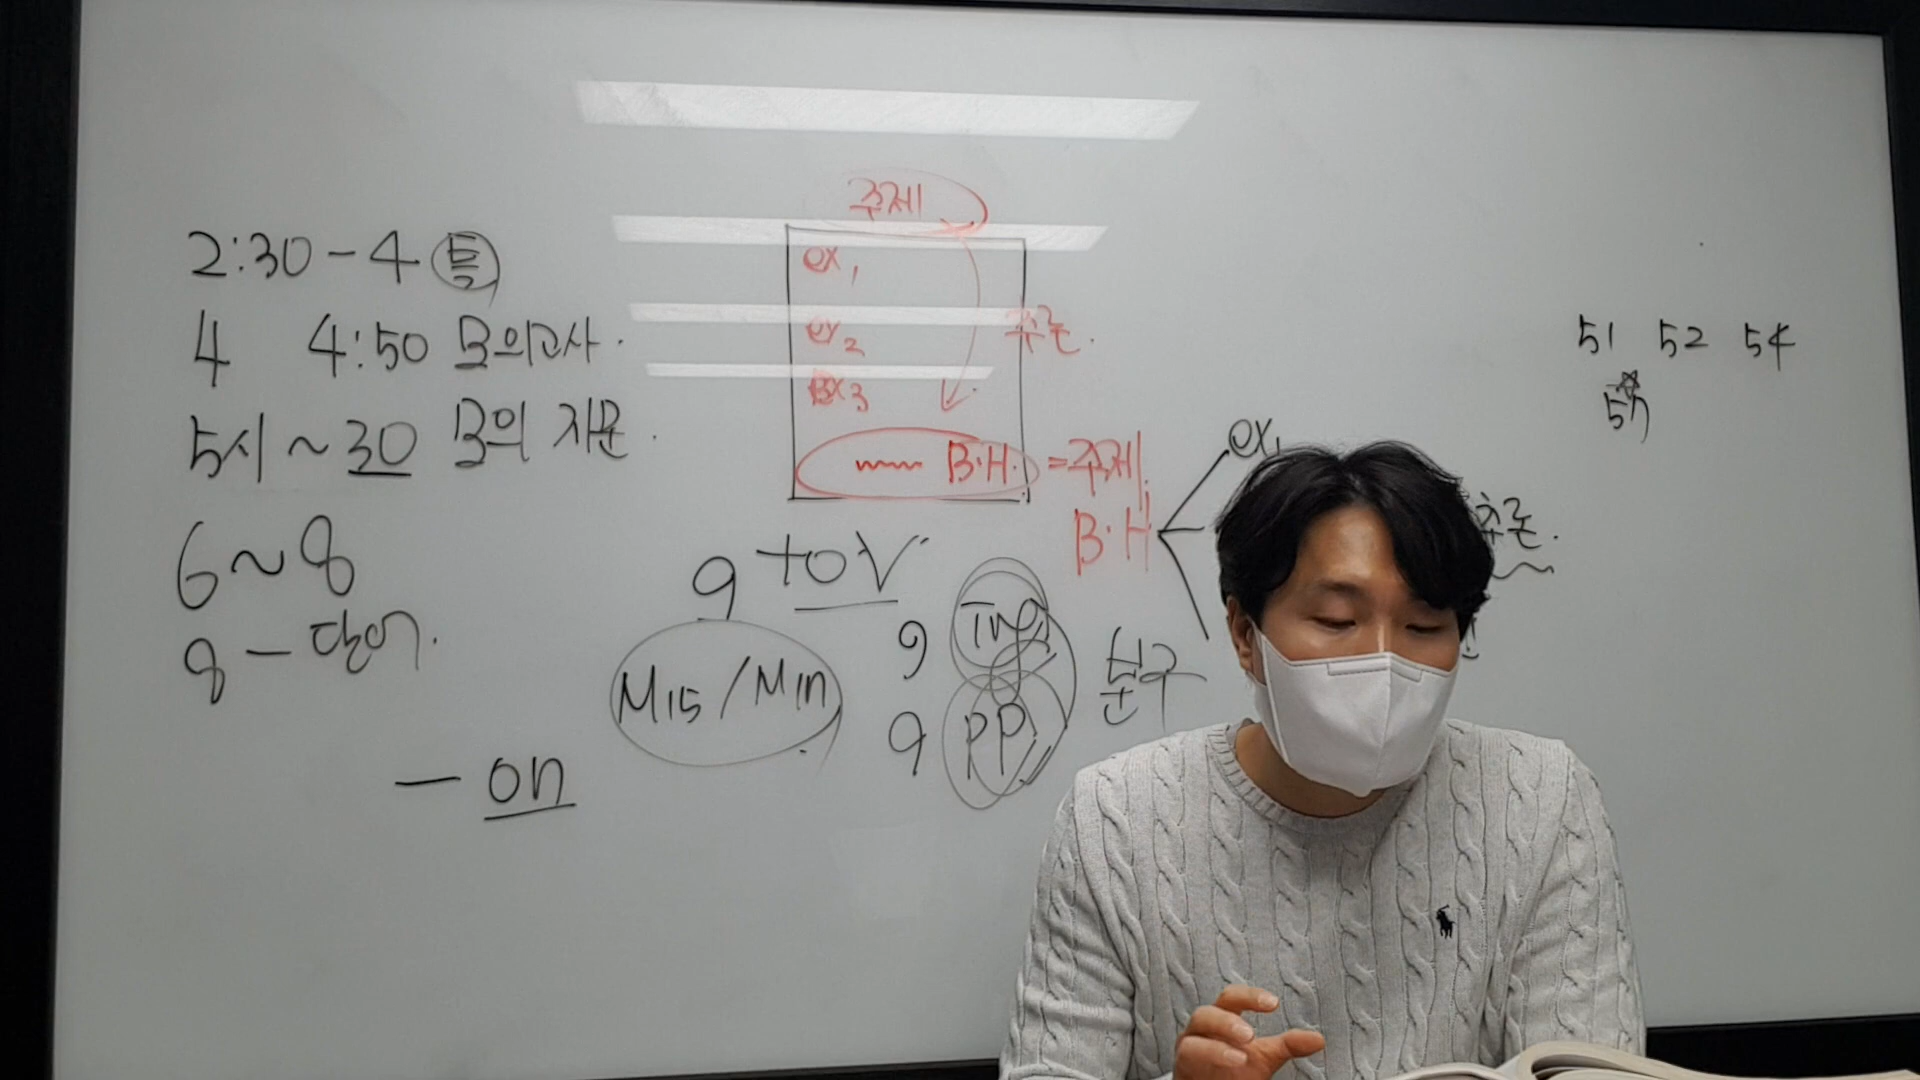 2:30 - 4 특
4 4:50 모의고사.
5시 ~ 30 모의 지문.
6 ~ 8
8 - 단어.
- on
주제
ex1
ex2
ex3
추론.
B.H. = 주제
B.H
ex1
추론.
9 to V
M15 / M1n
9 Ing
9 PP
분구
51 52 54
57